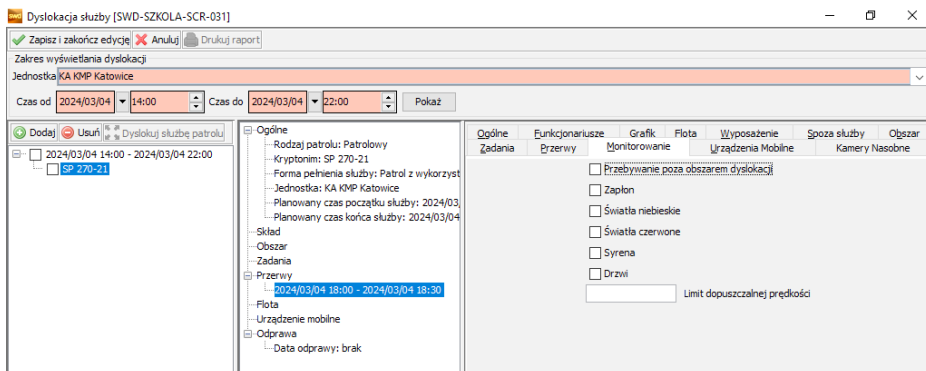 SWD Dyslokacja służby [SWD-SZKOLA-SCR-031]
Zapisz i zakończ edycję Anuluj Drukuj raport
Zakres wyświetlania dyslokacji
Jednostka KA KMP Katowice
Czas od 2024/03/04 14:00 Czas do 2024/03/04 22:00 Pokaż
Dodaj Usuń Dyslokuj służbę patrolu
2024/03/04 14:00 - 2024/03/04 22:00
SP 270-21
Ogólne
Rodzaj patrolu: Patrolowy
Kryptonim: SP 270-21
Forma pełnienia służby: Patrol z wykorzyst
Jednostka: KA KMP Katowice
Planowany czas początku służby: 2024/03,
Planowany czas końca służby: 2024/03/04
Skład
Obszar
Zadania
Przerwy
2024/03/04 18:00 - 2024/03/04 18:30
Flota
Urządzenie mobilne
Odprawa
Data odprawy: brak
Ogólne Funkcjonariusze Grafik Flota Wyposażenie Spoza służby Obszar
Zadania Przerwy Monitorowanie Urządzenia Mobilne Kamery Nasobne
Przebywanie poza obszarem dyslokacji
Zapłon
Światła niebieskie
Światła czerwone
Syrena
Drzwi
Limit dopuszczalnej prędkości